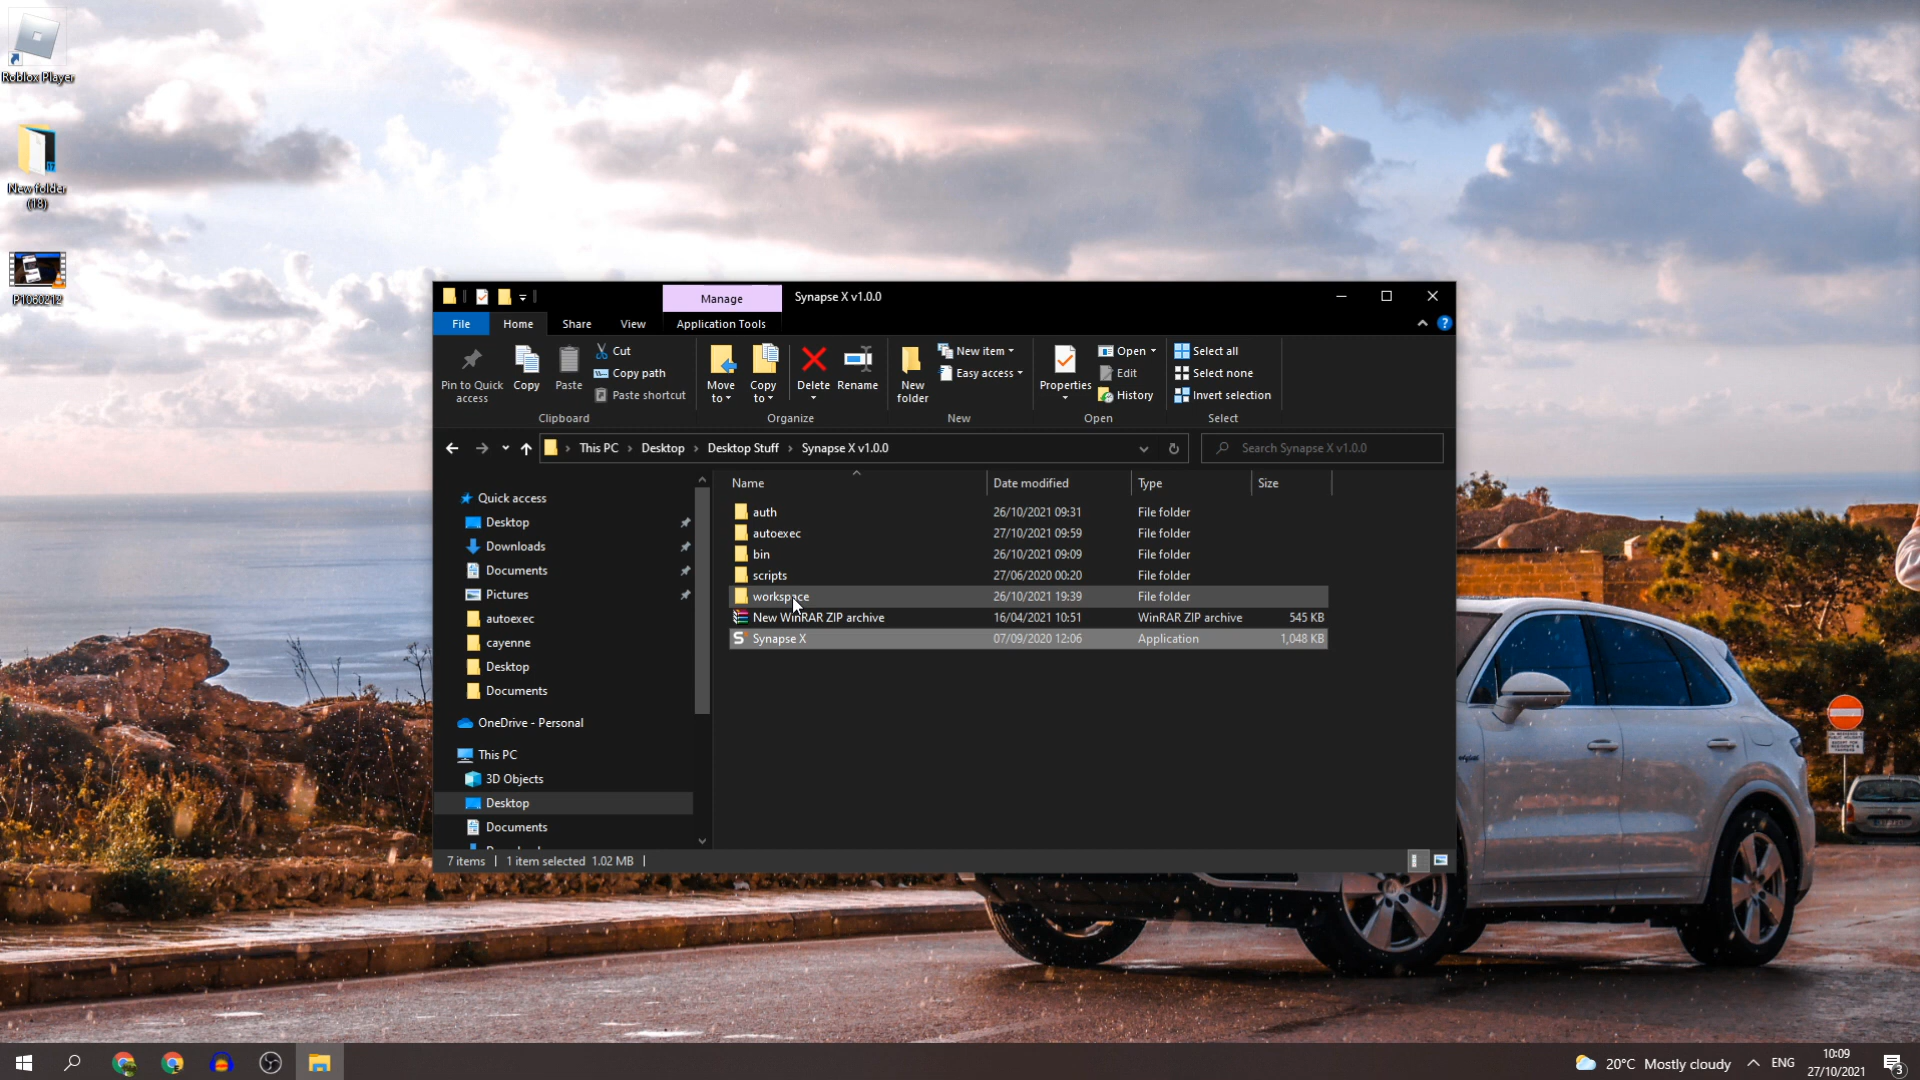 Roblox Player
New folder
(18)
P1060212
Manage
Synapse X v1.0.0
File
Home
Share
View
Application Tools
Pin to Quick
access
Copy
Paste
Cut
Copy path
Paste shortcut
Clipboard
Move
to
Copy
to
Delete
Rename
Organize
New
folder
New item
Easy access
New
Properties
Open
Edit
History
Open
Select all
Select none
Invert selection
Select
This PC > Desktop > Desktop Stuff > Synapse X v1.0.0
Search Synapse X v1.0.0
Quick access
Desktop
Downloads
Documents
Pictures
autoexec
cayenne
Desktop
Documents
OneDrive - Personal
This PC
3D Objects
Desktop
Documents
Name Date modified Type Size
auth 26/10/2021 09:31 File folder
autoexec 27/10/2021 09:59 File folder
bin 26/10/2021 09:09 File folder
scripts 27/06/2020 00:20 File folder
workspace 26/10/2021 19:39 File folder
New WinRAR ZIP archive 16/04/2021 10:51 WinRAR ZIP archive 545 KB
Synapse X 07/09/2020 12:06 Application 1,048 KB
7 items
1 item selected 1.02 MB
20°C Mostly cloudy
ENG
10:09
27/10/2021
3